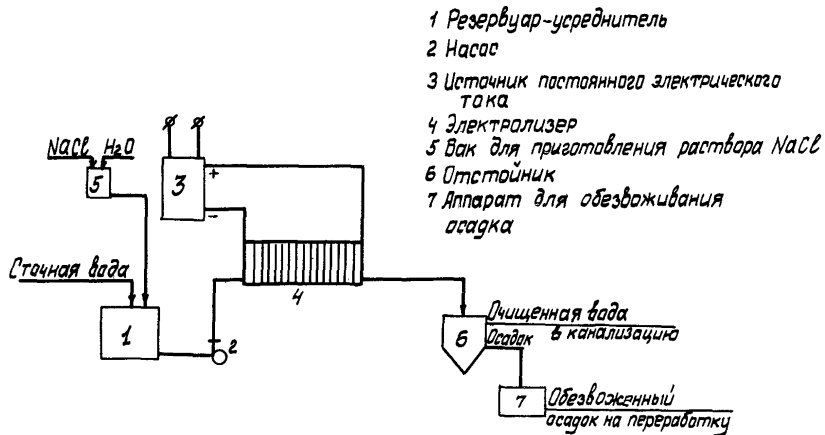 1 Резервуар-усреднитель
2 Насос
3 Источник постоянного электрического
тока
4 Электролизер
5 Бак для приготовления раствора NaCl
6 Отстойник
7 Аппарат для обезвоживания
осадка
NaCl H₂O
5
3
+
-
Сточная вода
4
1
2
6
Очищенная вода
в канализацию
Осадок
7
Обезвоженный
осадок на переработку